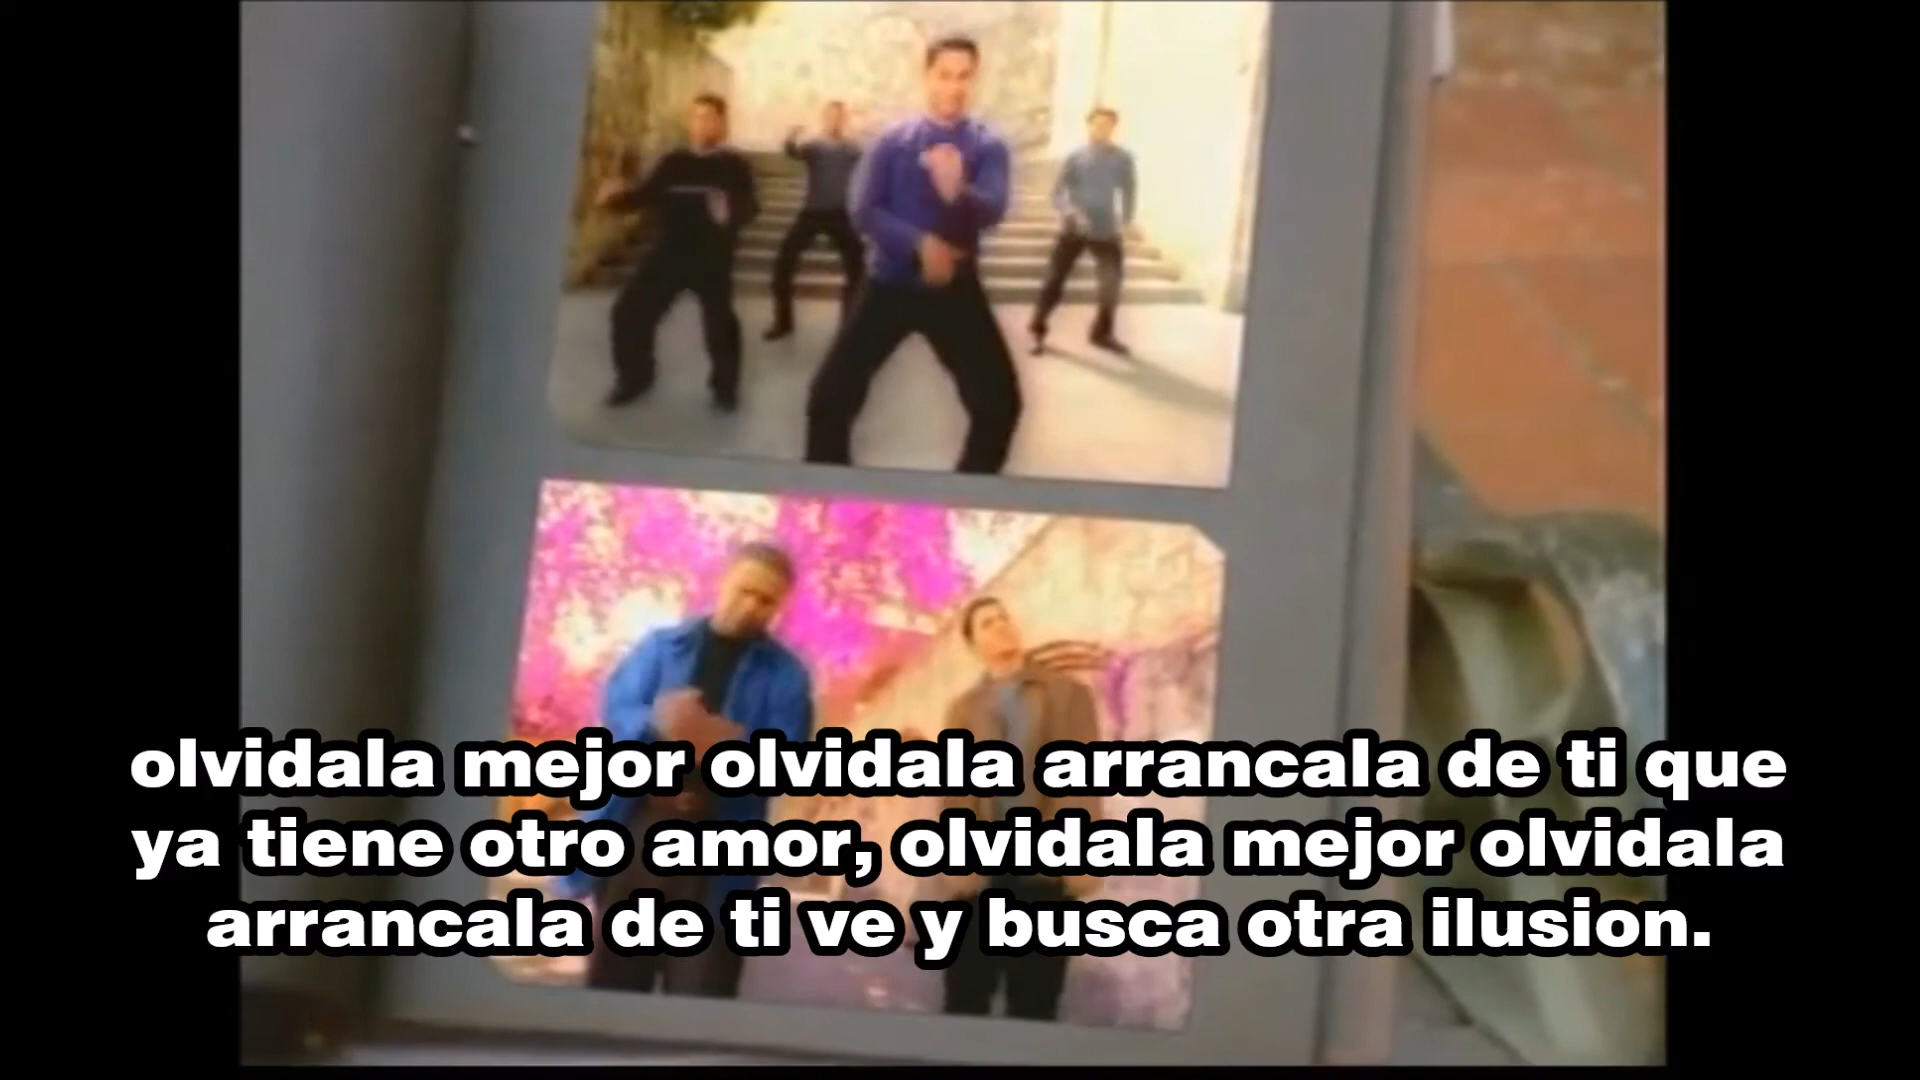 olvidala mejor olvidala arrancala de ti que
ya tiene otro amor, olvidala mejor olvidala
arrancala de ti ve y busca otra ilusion.